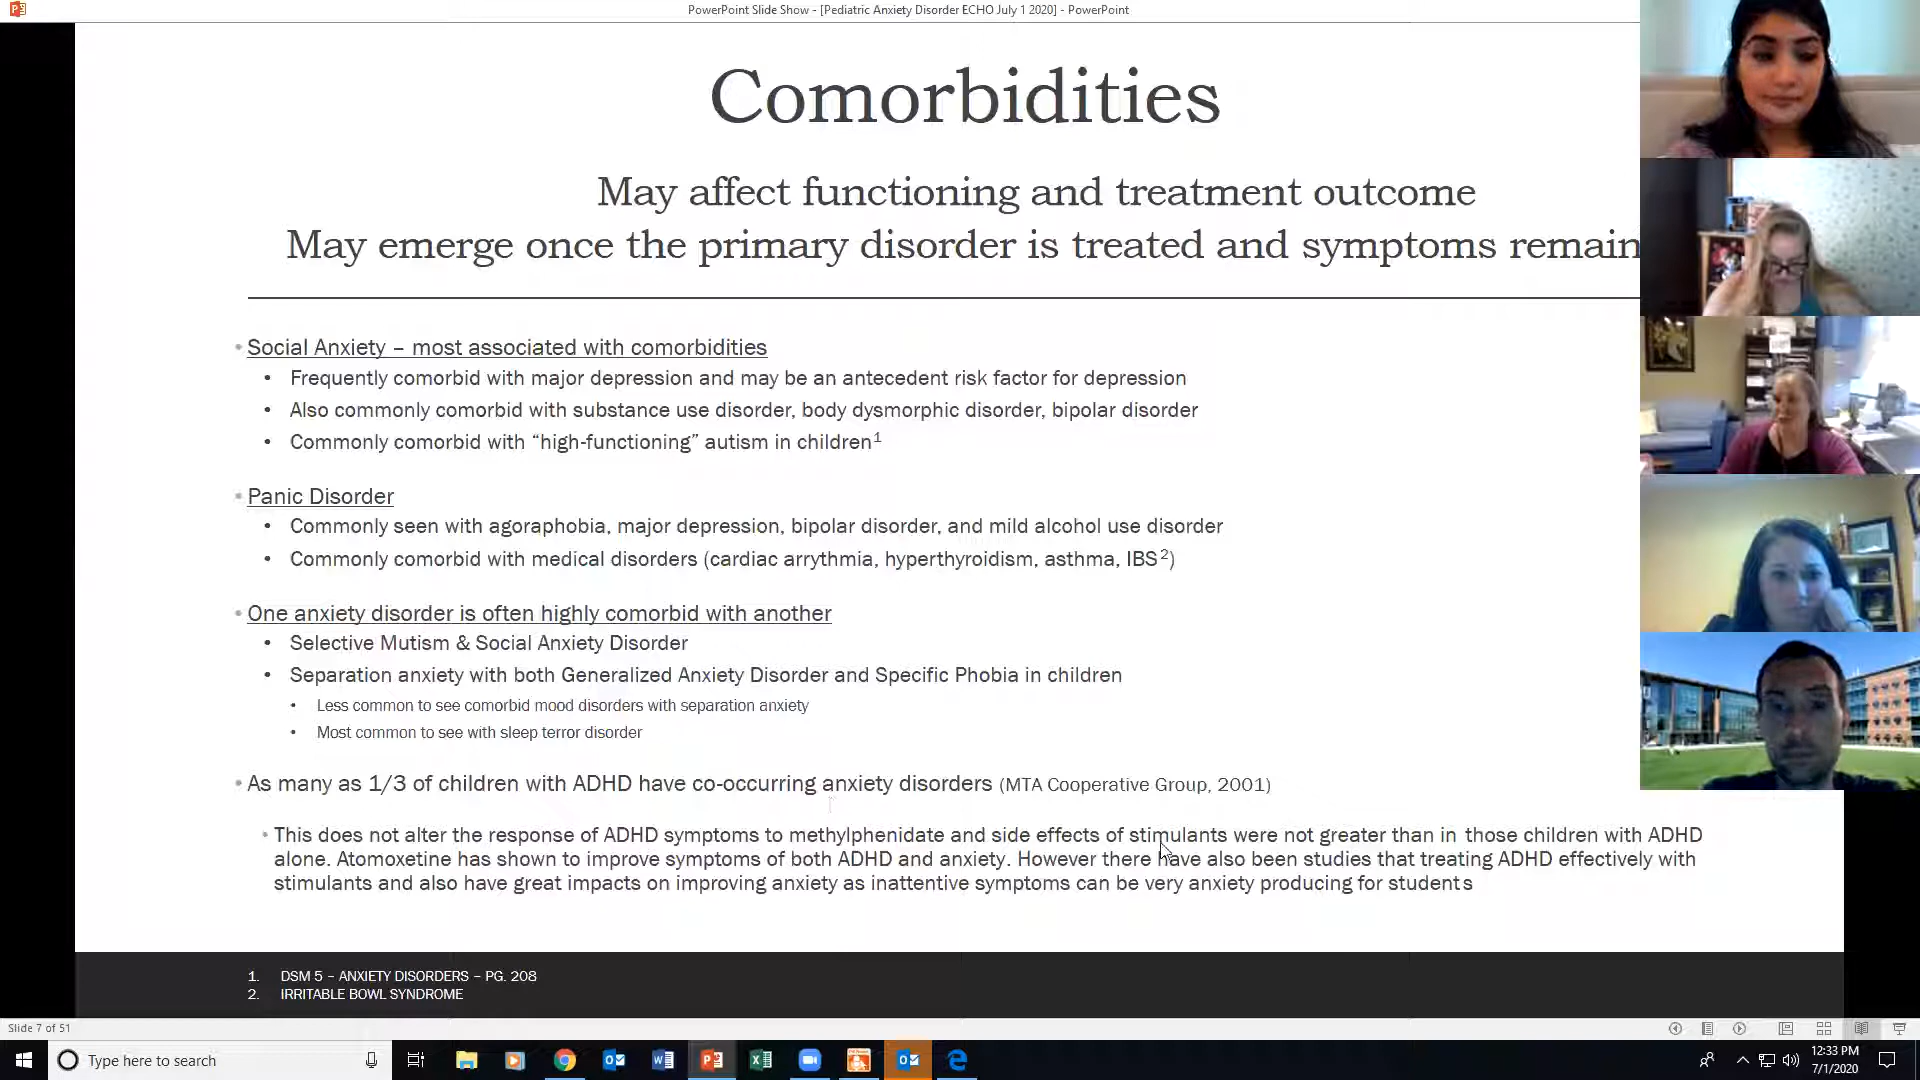 PowerPoint Slide Show - [Pediatric Anxiety Disorder ECHO July 1 2020] - PowerPoint
Comorbidities
May affect functioning and treatment outcome
May emerge once the primary disorder is treated and symptoms remain
• Social Anxiety – most associated with comorbidities
• Frequently comorbid with major depression and may be an antecedent risk factor for depression
• Also commonly comorbid with substance use disorder, body dysmorphic disorder, bipolar disorder
• Commonly comorbid with “high-functioning” autism in children1
• Panic Disorder
• Commonly seen with agoraphobia, major depression, bipolar disorder, and mild alcohol use disorder
• Commonly comorbid with medical disorders (cardiac arrythmia, hyperthyroidism, asthma, IBS2)
• One anxiety disorder is often highly comorbid with another
• Selective Mutism & Social Anxiety Disorder
• Separation anxiety with both Generalized Anxiety Disorder and Specific Phobia in children
• Less common to see comorbid mood disorders with separation anxiety
• Most common to see with sleep terror disorder
• As many as 1/3 of children with ADHD have co-occurring anxiety disorders (MTA Cooperative Group, 2001)
• This does not alter the response of ADHD symptoms to methylphenidate and side effects of stimulants were not greater than in those children with ADHD
alone. Atomoxetine has shown to improve symptoms of both ADHD and anxiety. However there have also been studies that treating ADHD effectively with
stimulants and also have great impacts on improving anxiety as inattentive symptoms can be very anxiety producing for students
1. DSM 5 – ANXIETY DISORDERS – PG. 208
2. IRRITABLE BOWL SYNDROME
Slide 7 of 51
Type here to search
12:33 PM
7/1/2020